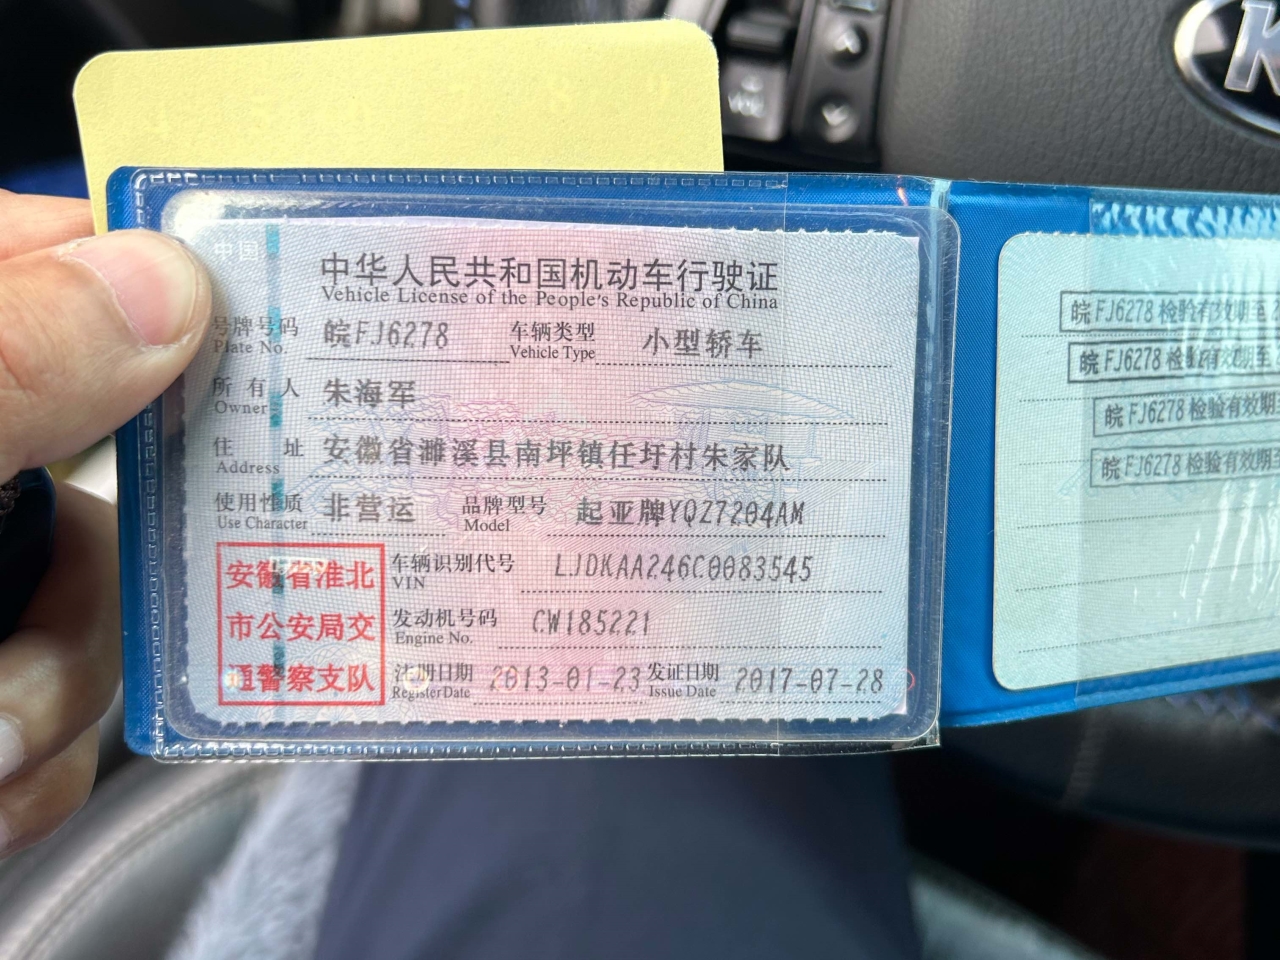 中国
中华人民共和国机动车行驶证
Vehicle License of the People's Republic of China
号牌号码 皖FJ6278 车辆类型 小型轿车
Plate No. Vehicle Type
所有人 朱海军
Owner
住址 安徽省濉溪县南坪镇任圩村朱家队
Address
使用性质 非营运 品牌型号 起亚牌YQZ7204AM
Use Character Model
车辆识别代号 LJDKAA246C0083545
VIN
发动机号码 CW185221
Engine No.
注册日期 2013-01-23 发证日期 2017-07-28
Register Date Issue Date
安徽省淮北
市公安局交
通警察支队
皖FJ6278检验有效期至
皖FJ6278检验有效期至
皖FJ6278检验有效期
皖FJ6278检验有效期至